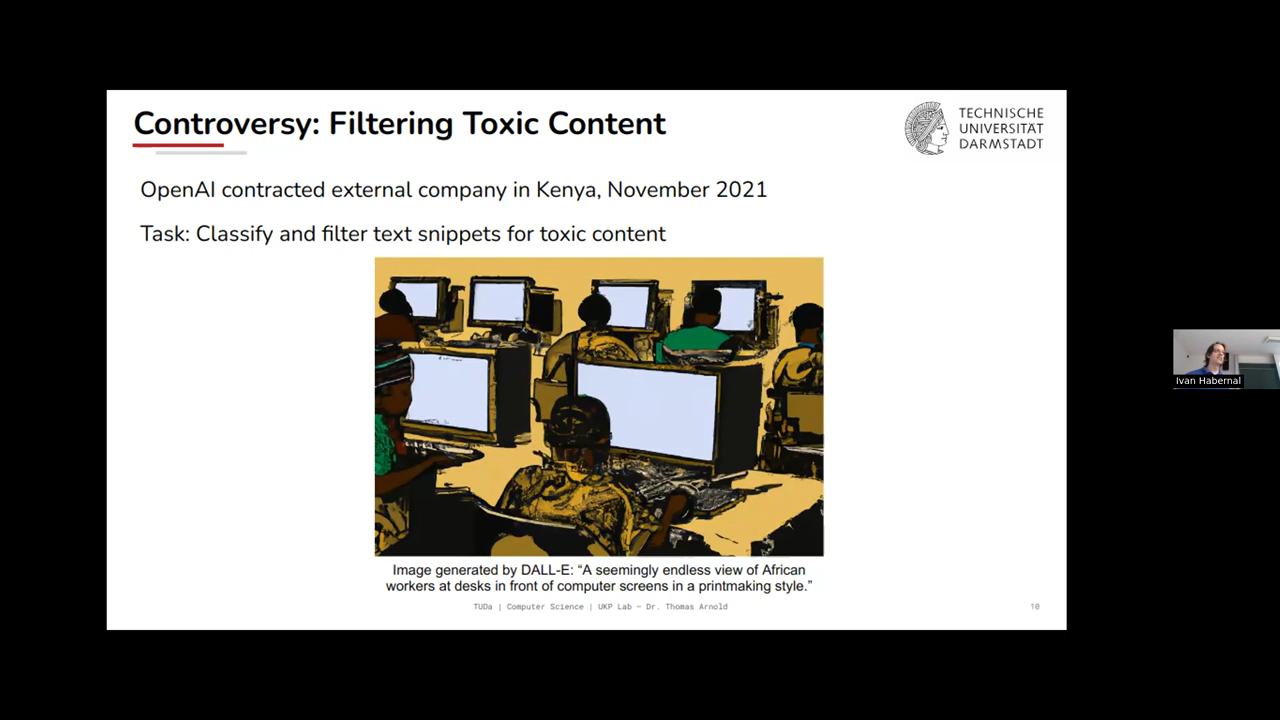 Controversy: Filtering Toxic Content
TECHNISCHE
UNIVERSITÄT
DARMSTADT
OpenAI contracted external company in Kenya, November 2021
Task: Classify and filter text snippets for toxic content
Image generated by DALL-E: “A seemingly endless view of African
workers at desks in front of computer screens in a printmaking style.”
TUDa | Computer Science | UKP Lab – Dr. Thomas Arnold
10
Ivan Habernal